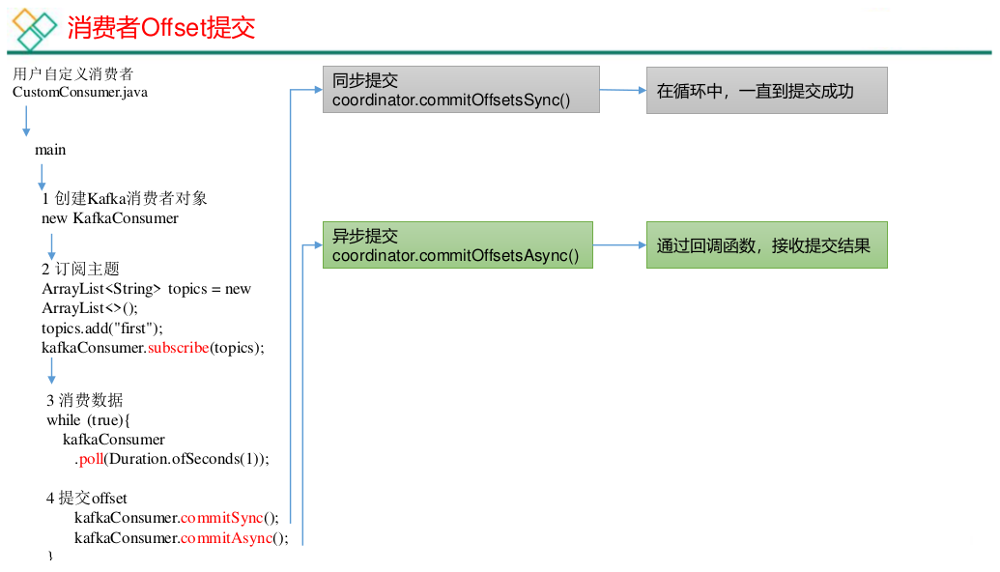 消费者Offset提交
用户自定义消费者
CustomConsumer.java
main
1 创建Kafka消费者对象
new KafkaConsumer
2 订阅主题
ArrayList<String> topics = new
ArrayList<>();
topics.add("first");
kafkaConsumer.subscribe(topics);
3 消费数据
while (true){
kafkaConsumer
.poll(Duration.ofSeconds(1));
4 提交offset
kafkaConsumer.commitSync();
kafkaConsumer.commitAsync();
}
同步提交
coordinator.commitOffsetsSync()
在循环中，一直到提交成功
异步提交
coordinator.commitOffsetsAsync()
通过回调函数，接收提交结果